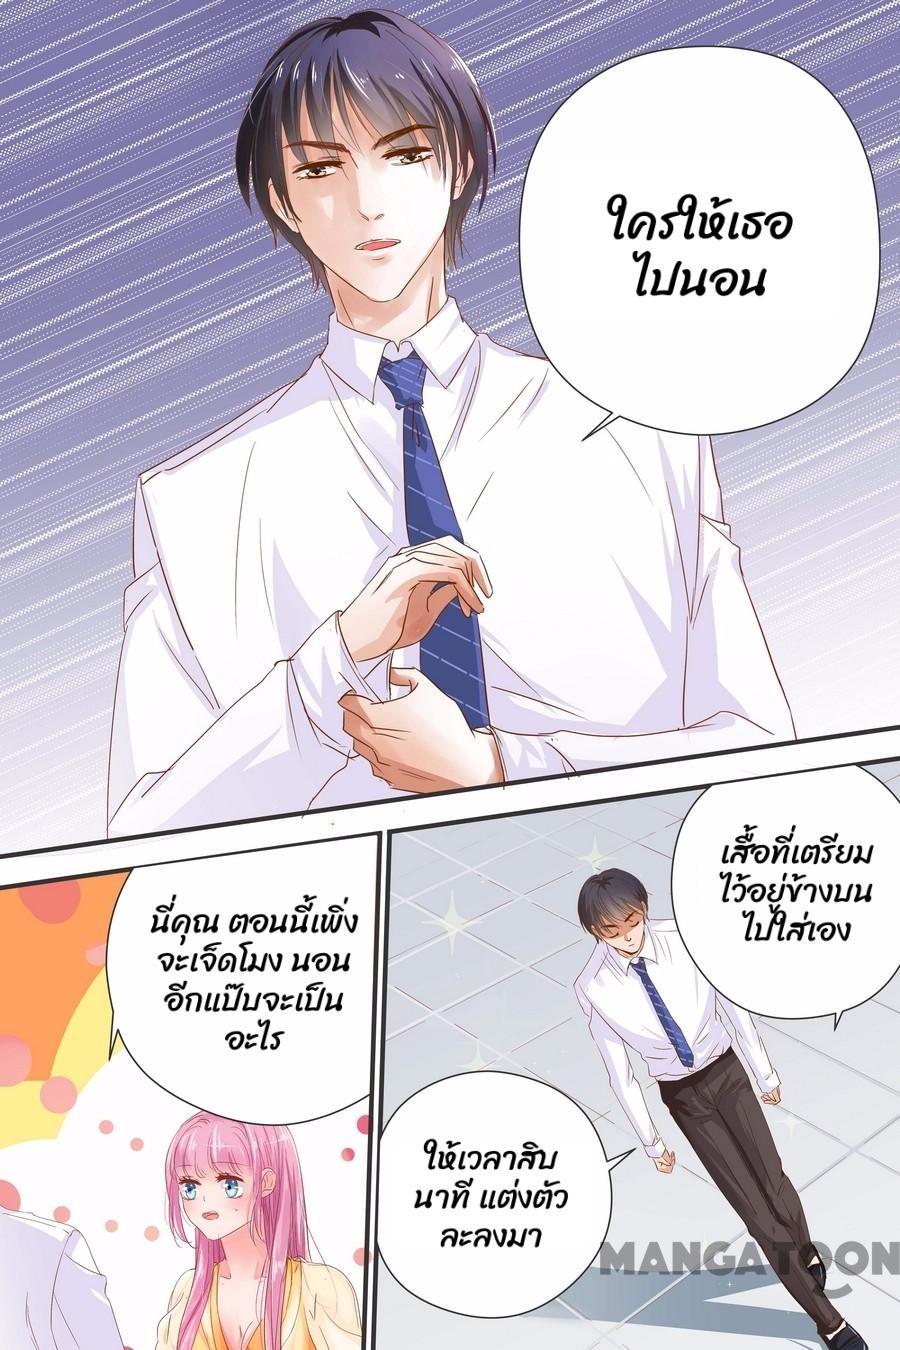 ใครให้เธอ
ไปนอน
นี่คุณ ตอนนี้เพิ่ง
จะเจ็ดโมง นอน
อีกแป๊บจะเป็น
อะไร
เสื้อที่เตรียม
ไว้อยู่ข้างบน
ไปใส่เอง
ให้เวลาสิบ
นาที แต่งตัว
ละลงมา
MANGATOON